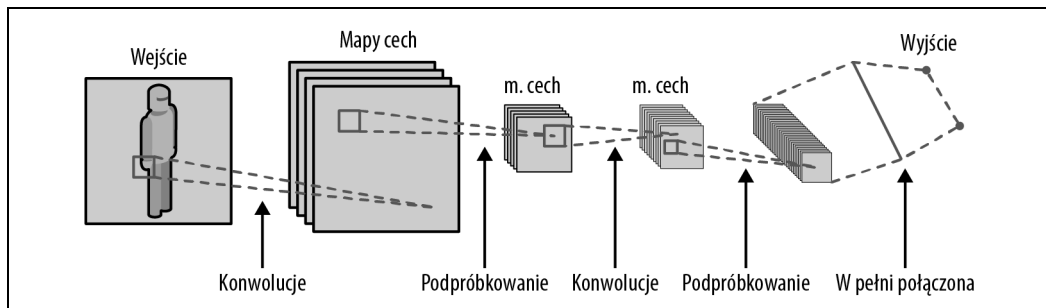 Wejście
Mapy cech
m. cech
m. cech
Wyjście
Konwolucje
Podpróbkowanie
Konwolucje
Podpróbkowanie
W pełni połączona